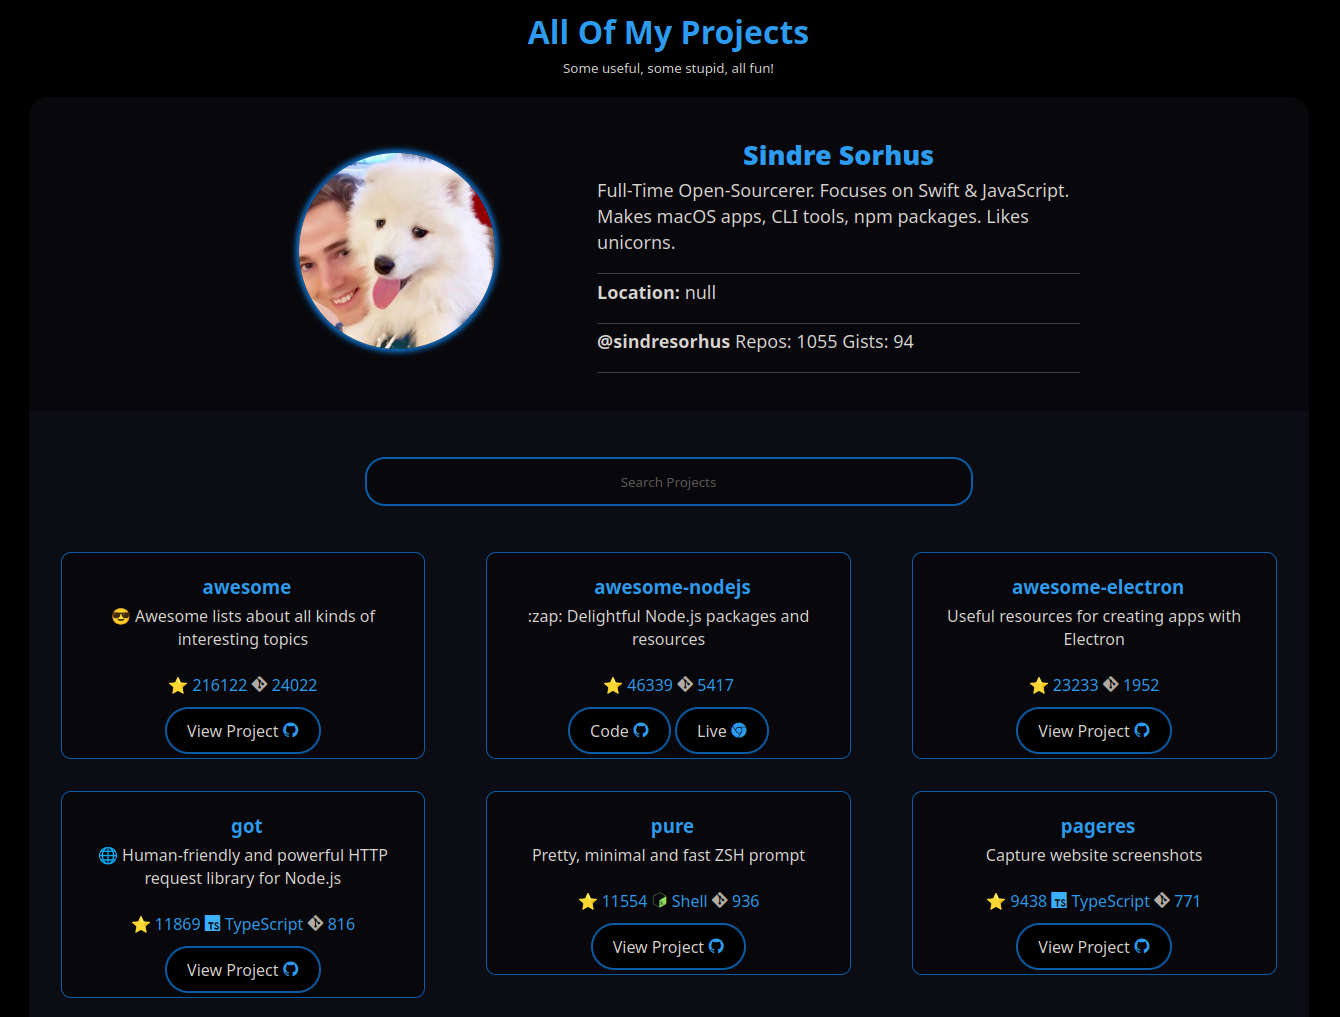 All Of My Projects
Some useful, some stupid, all fun!
Sindre Sorhus
Full-Time Open-Sourcerer. Focuses on Swift & JavaScript.
Makes macOS apps, CLI tools, npm packages. Likes
unicorns.
Location: null
@sindresorhus Repos: 1055 Gists: 94
Search Projects
awesome
😎 Awesome lists about all kinds of
interesting topics
⭐ 216122 24022
View Project
awesome-nodejs
:zap: Delightful Node.js packages and
resources
⭐ 46339 5417
Code Live
awesome-electron
Useful resources for creating apps with
Electron
⭐ 23233 1952
View Project
got
🌐 Human-friendly and powerful HTTP
request library for Node.js
⭐ 11869 TS TypeScript 816
View Project
pure
Pretty, minimal and fast ZSH prompt
⭐ 11554 Shell 936
View Project
pageres
Capture website screenshots
⭐ 9438 TS TypeScript 771
View Project